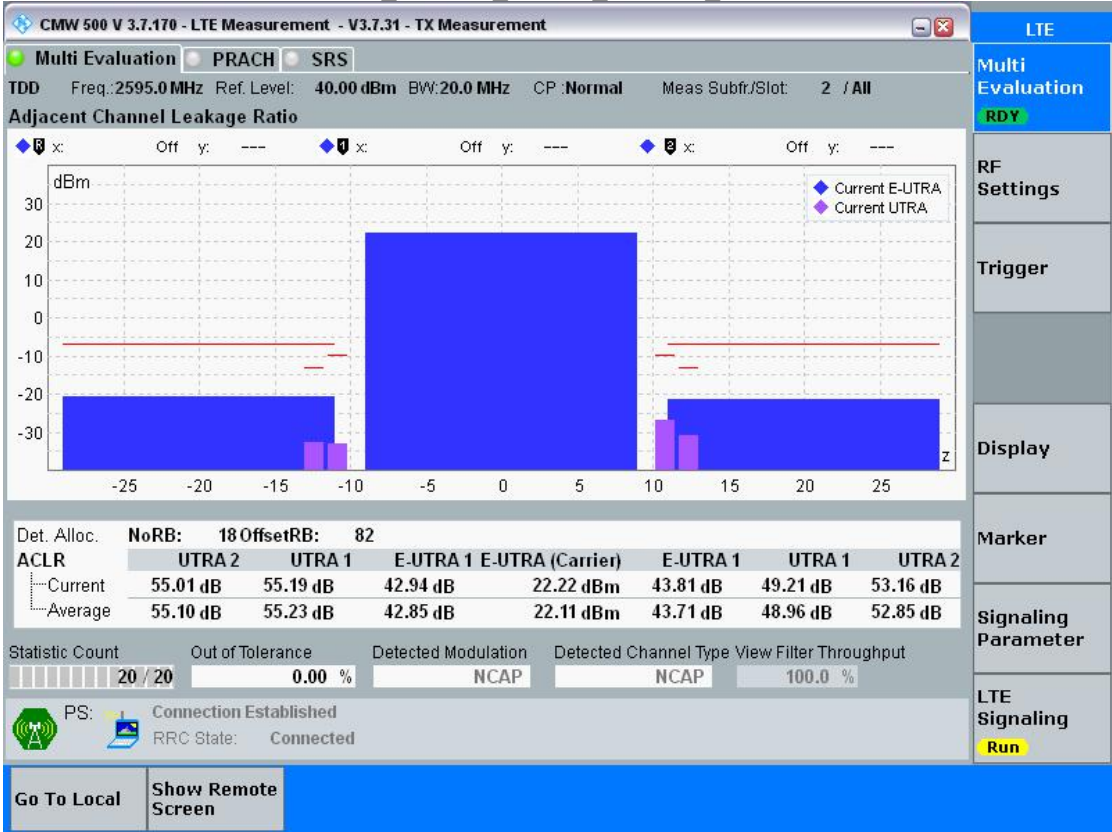 CMW 500 V 3.7.170 - LTE Measurement - V3.7.31 - TX Measurement
LTE
Multi Evaluation PRACH SRS
TDD Freq.:2595.0 MHz Ref. Level: 40.00 dBm BW:20.0 MHz CP :Normal Meas Subfr./Slot: 2 / All
Adjacent Channel Leakage Ratio
R x: Off y: --- 1 x: Off y: --- 2 x: Off y: ---
dBm
Current E-UTRA
Current UTRA
30
20
10
0
-10
-20
-30
z
-25 -20 -15 -10 -5 0 5 10 15 20 25
Det. Alloc. NoRB: 18 OffsetRB: 82
ACLR UTRA 2 UTRA 1 E-UTRA 1 E-UTRA (Carrier) E-UTRA 1 UTRA 1 UTRA 2
Current 55.01 dB 55.19 dB 42.94 dB 22.22 dBm 43.81 dB 49.21 dB 53.16 dB
Average 55.10 dB 55.23 dB 42.85 dB 22.11 dBm 43.71 dB 48.96 dB 52.85 dB
Statistic Count Out of Tolerance Detected Modulation Detected Channel Type View Filter Throughput
20 / 20 0.00 % NCAP NCAP 100.0 %
PS: Connection Established
RRC State: Connected
Multi
Evaluation
RDY
RF
Settings
Trigger
Display
Marker
Signaling
Parameter
LTE
Signaling
Run
Go To Local
Show Remote
Screen